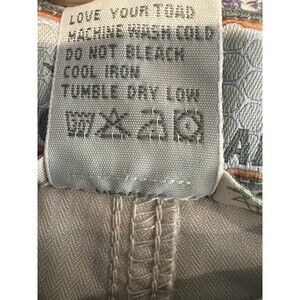 LOVE YOUR TOAD
MACHINE WASH COLD
DO NOT BLEACH
COOL IRON
TUMBLE DRY LOW